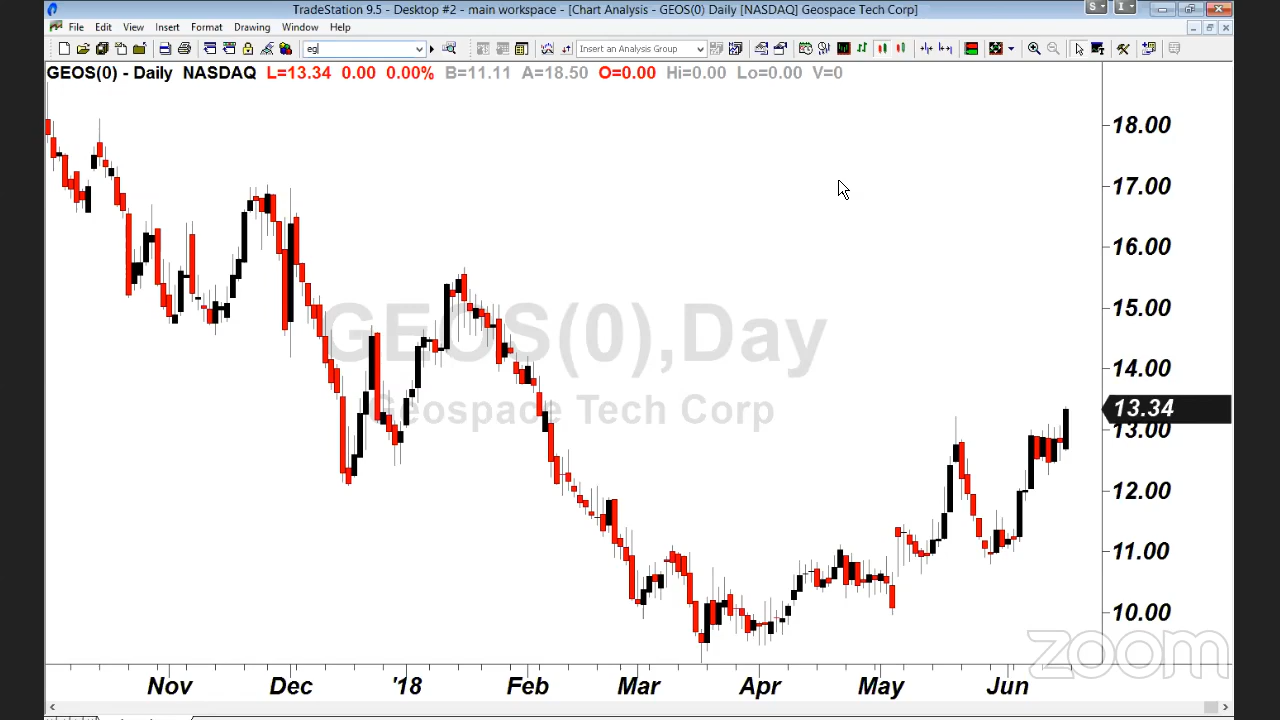 TradeStation 9.5 - Desktop #2 - main workspace - [Chart Analysis - GEOS(0) Daily [NASDAQ] Geospace Tech Corp]
File Edit View Insert Format Drawing Window Help
eg Insert an Analysis Group
GEOS(0) - Daily NASDAQ L=13.34 0.00 0.00% B=11.11 A=18.50 O=0.00 Hi=0.00 Lo=0.00 V=0
18.00
17.00
16.00
15.00
GEOS(0),Day
14.00
Geospace Tech Corp
13.34
13.00
12.00
11.00
10.00
zoom
Nov Dec '18 Feb Mar Apr May Jun